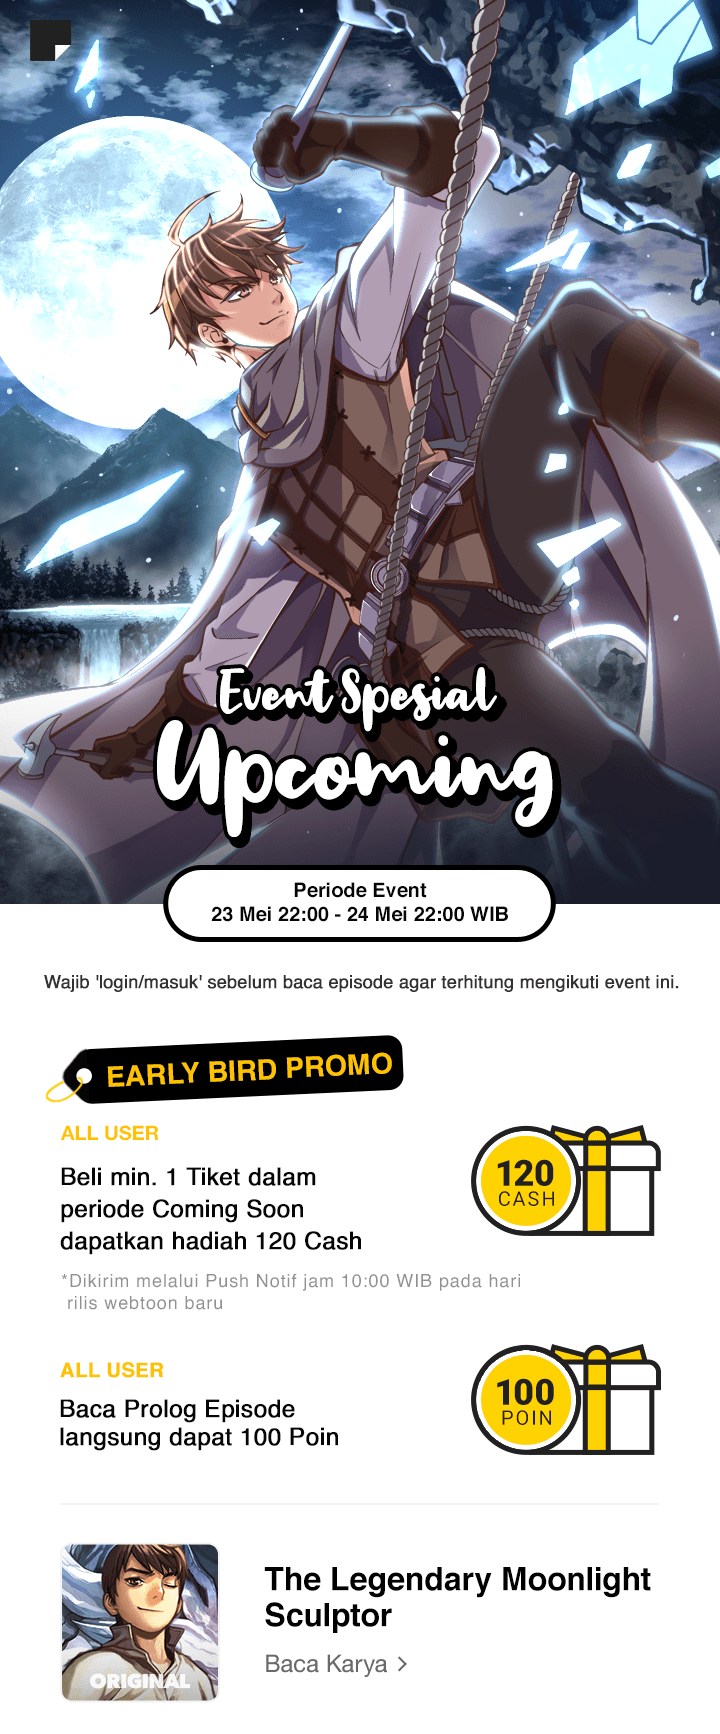 Event Spesial
Upcoming
Periode Event
23 Mei 22:00 - 24 Mei 22:00 WIB
Wajib 'login/masuk' sebelum baca episode agar terhitung mengikuti event ini.
EARLY BIRD PROMO
ALL USER
Beli min. 1 Tiket dalam
periode Coming Soon
dapatkan hadiah 120 Cash
*Dikirim melalui Push Notif jam 10:00 WIB pada hari
rilis webtoon baru
120
CASH
ALL USER
Baca Prolog Episode
langsung dapat 100 Poin
100
POIN
ORIGINAL
The Legendary Moonlight
Sculptor
Baca Karya >